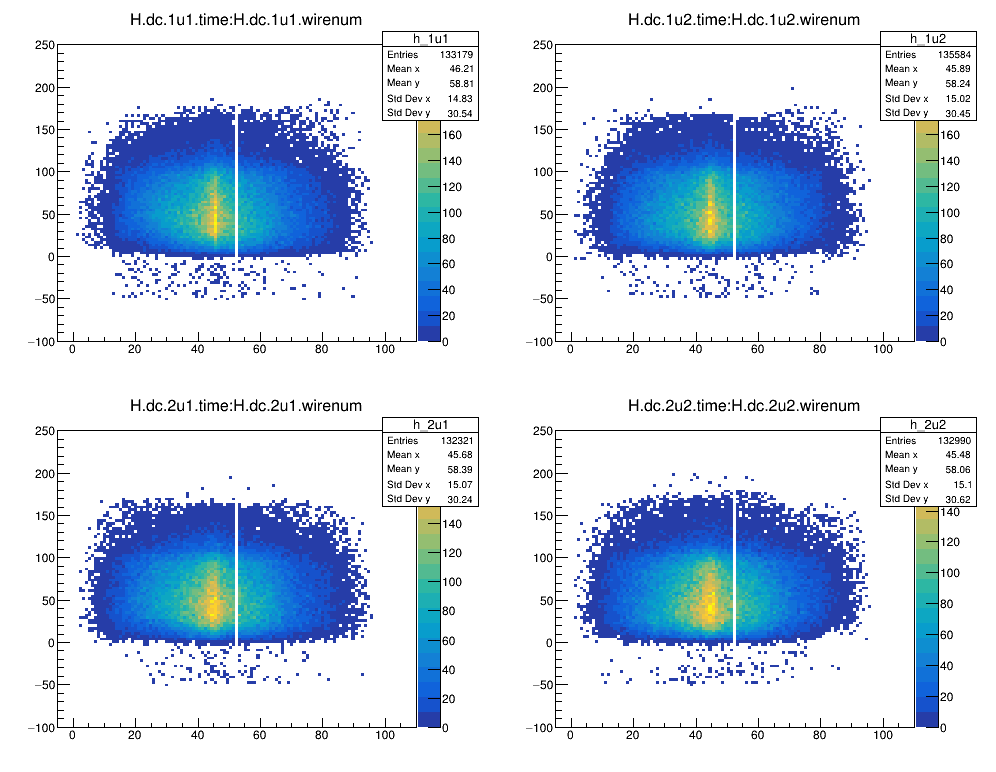 H.dc.1u1.time:H.dc.1u1.wirenum
h_1u1
Entries 133179
Mean x 46.21
Mean y 58.81
Std Dev x 14.83
Std Dev y 30.54
250
200
150
100
50
0
−50
−100
0 20 40 60 80 100
160
140
120
100
80
60
40
20
0
H.dc.1u2.time:H.dc.1u2.wirenum
h_1u2
Entries 135584
Mean x 45.89
Mean y 58.24
Std Dev x 15.02
Std Dev y 30.45
250
200
150
100
50
0
−50
−100
0 20 40 60 80 100
160
140
120
100
80
60
40
20
0
H.dc.2u1.time:H.dc.2u1.wirenum
h_2u1
Entries 132321
Mean x 45.68
Mean y 58.39
Std Dev x 15.07
Std Dev y 30.24
250
200
150
100
50
0
−50
−100
0 20 40 60 80 100
140
120
100
80
60
40
20
0
H.dc.2u2.time:H.dc.2u2.wirenum
h_2u2
Entries 132990
Mean x 45.48
Mean y 58.06
Std Dev x 15.1
Std Dev y 30.62
250
200
150
100
50
0
−50
−100
0 20 40 60 80 100
140
120
100
80
60
40
20
0